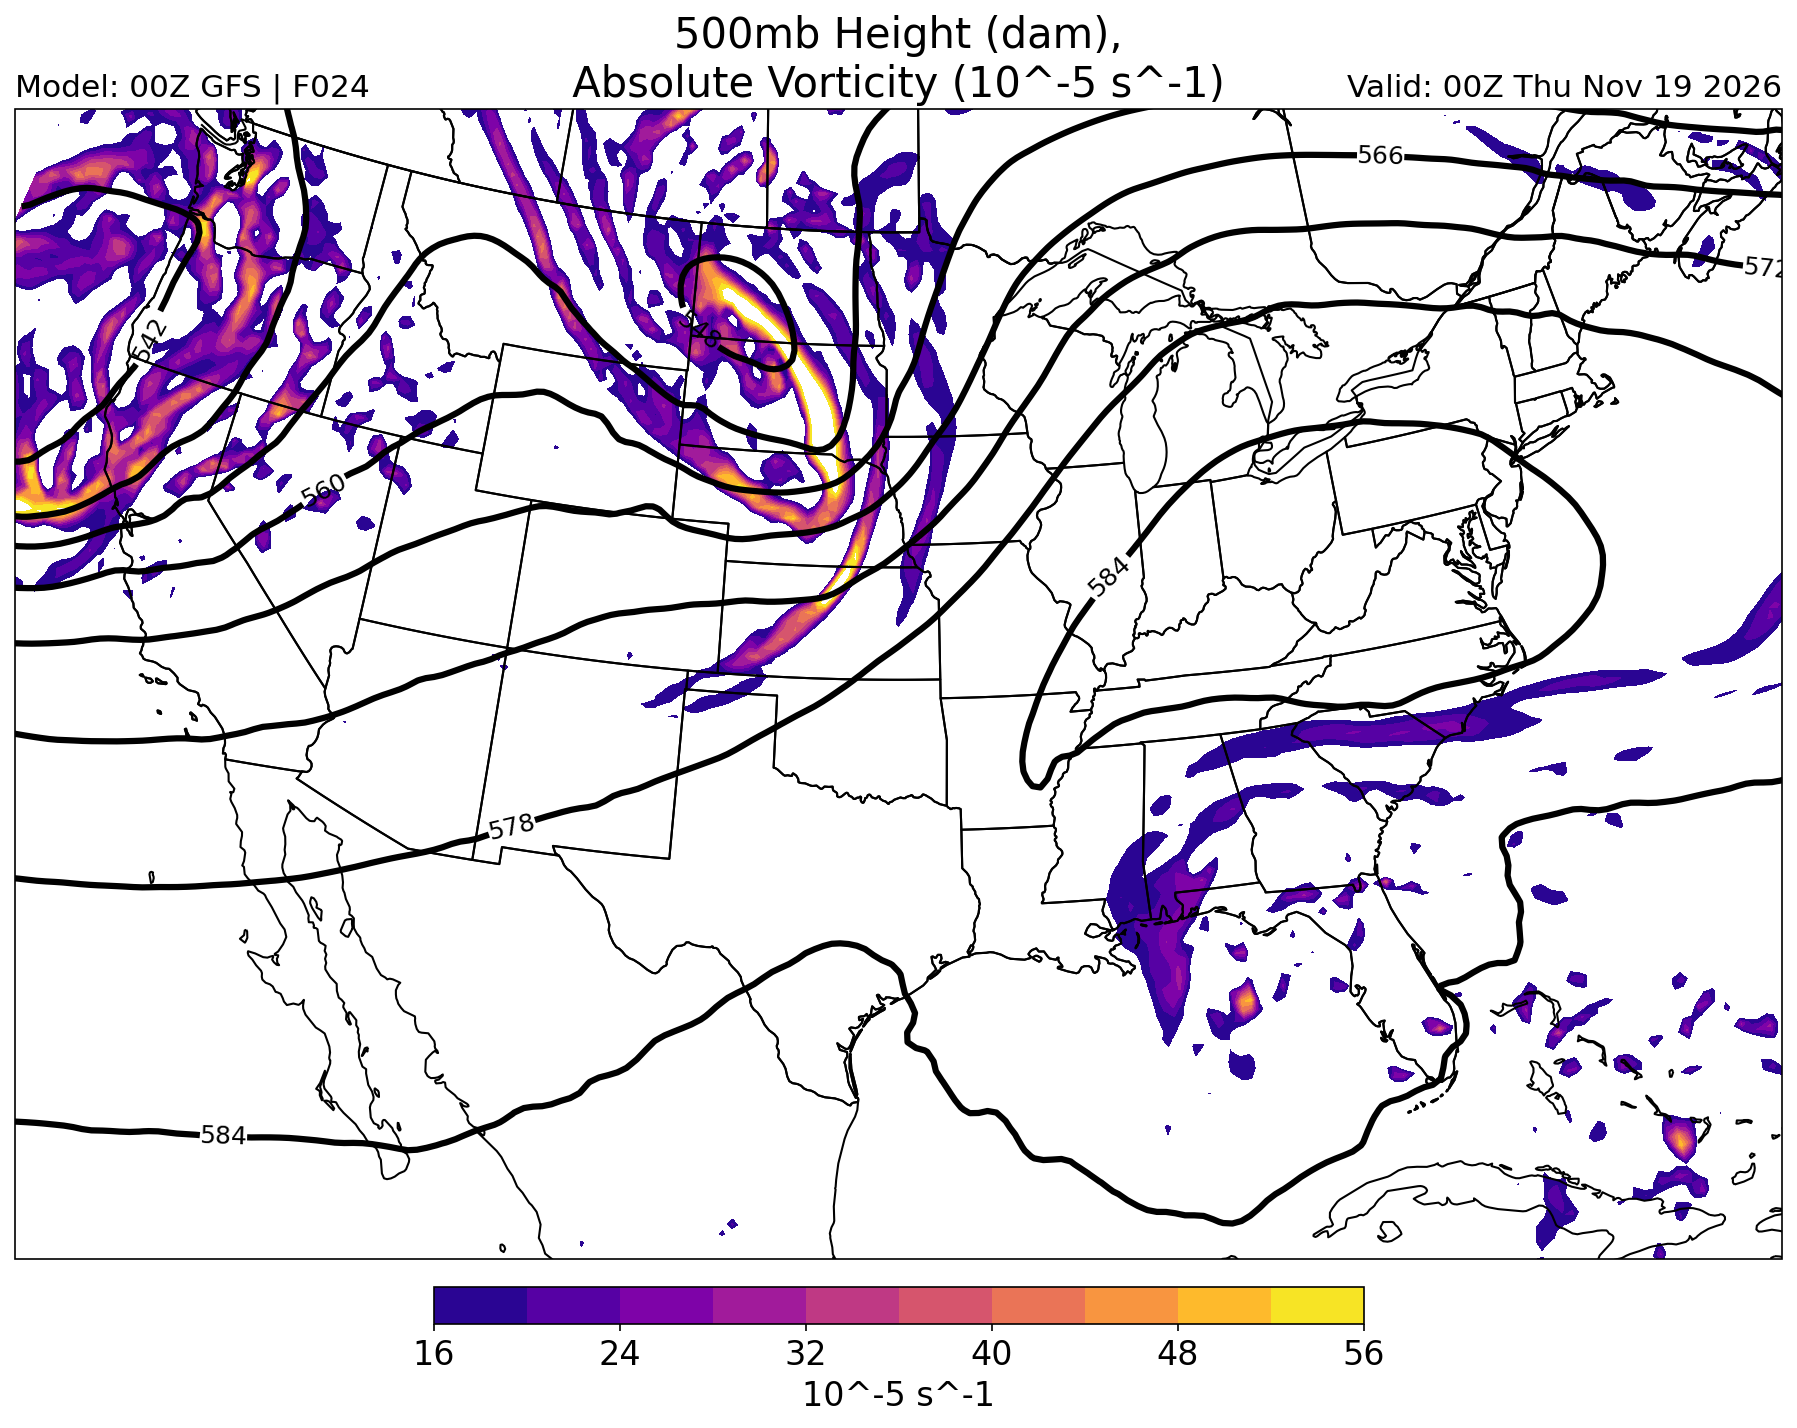 500mb Height (dam),
Absolute Vorticity (10^-5 s^-1)
Model: 00Z GFS | F024
Valid: 00Z Thu Nov 19 2026
566
572
542
548
560
584
578
584
16 24 32 40 48 56
10^-5 s^-1